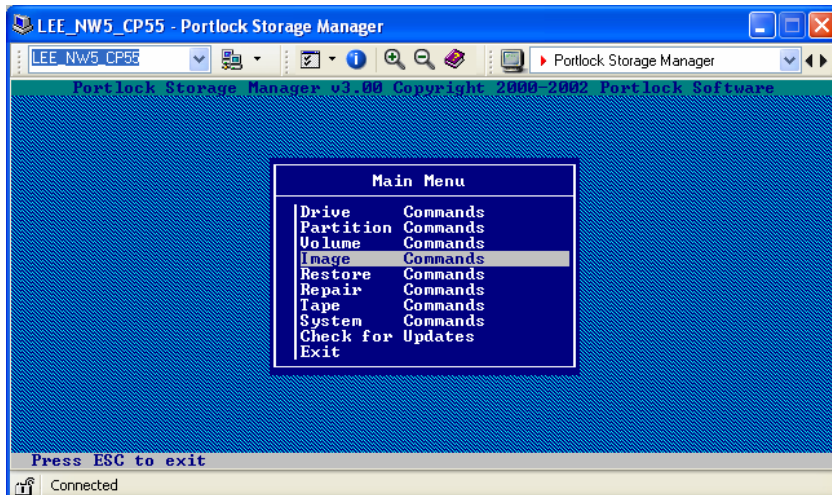 LEE_NW5_CP55 - Portlock Storage Manager
LEE_NW5_CP55 Portlock Storage Manager
Portlock Storage Manager v3.00 Copyright 2000-2002 Portlock Software
Main Menu
Drive Commands
Partition Commands
Volume Commands
Image Commands
Restore Commands
Repair Commands
Tape Commands
System Commands
Check for Updates
Exit
Press ESC to exit
Connected